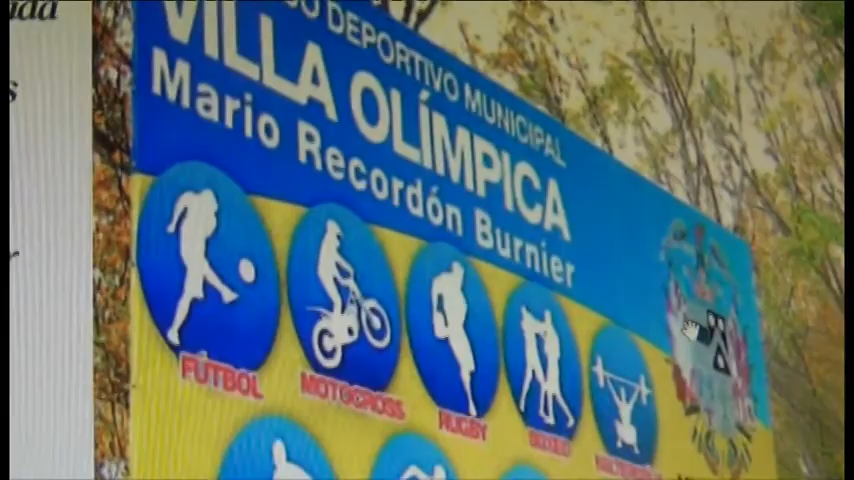 DEPORTIVO MUNICIPAL
VILLA OLÍMPICA
Mario Recordón Burnier
FÚTBOL
MOTOCROSS
RUGBY
BOXEO